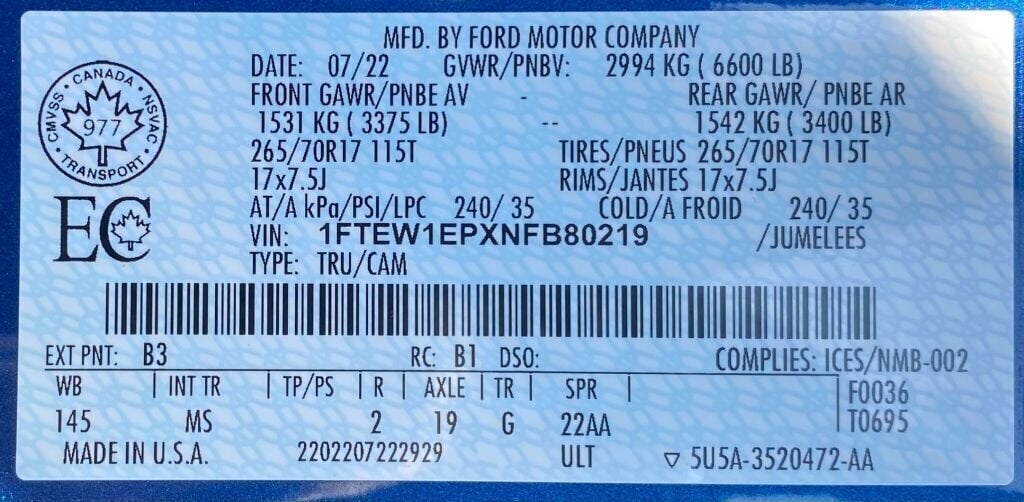 MFD. BY FORD MOTOR COMPANY
DATE: 07/22 GVWR/PNBV: 2994 KG ( 6600 LB)
FRONT GAWR/PNBE AV - REAR GAWR/ PNBE AR
1531 KG ( 3375 LB) -- 1542 KG ( 3400 LB)
265/70R17 115T TIRES/PNEUS 265/70R17 115T
17x7.5J RIMS/JANTES 17x7.5J
AT/A kPa/PSI/LPC 240/ 35 COLD/A FROID 240/ 35
VIN: 1FTEW1EPXNFB80219 /JUMELEES
TYPE: TRU/CAM
CANADA
CMVSS · NSVAC
977
TRANSPORT
EC
EXT PNT: B3 RC: B1 DSO: COMPLIES: ICES/NMB-002
WB | INT TR | TP/PS | R | AXLE | TR | SPR | F0036
145 MS 2 19 G 22AA T0695
MADE IN U.S.A. 2202207222929 ULT ▽ 5U5A-3520472-AA